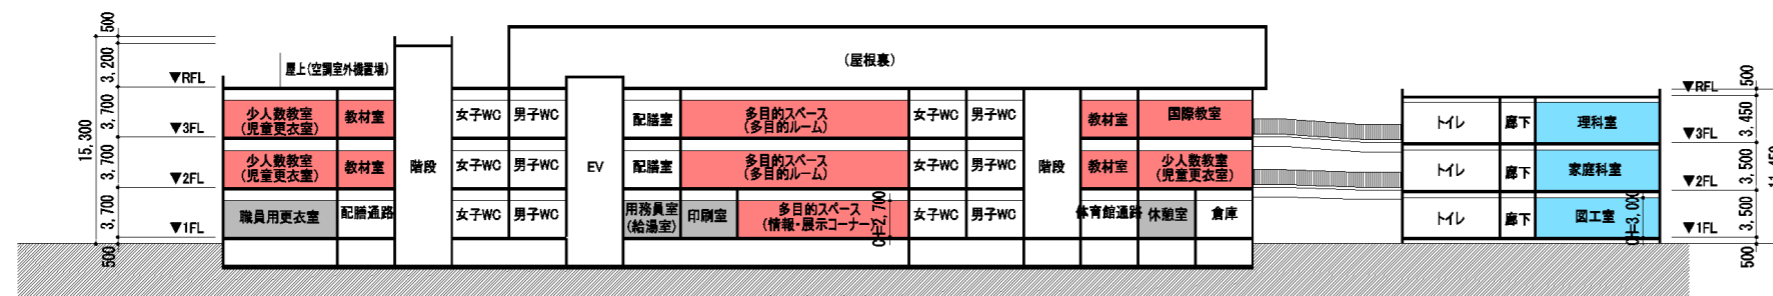 (屋根裏)
屋上(空調室外機置場)
500
3,200
3,700
3,700
3,700
500
15,300
▼RFL
▼3FL
▼2FL
▼1FL
少人数教室
(児童更衣室)
教材室
女子WC
男子WC
配膳室
多目的スペース
(多目的ルーム)
女子WC
男子WC
教材室
国際教室
少人数教室
(児童更衣室)
教材室
階段
女子WC
男子WC
EV
配膳室
多目的スペース
(多目的ルーム)
女子WC
男子WC
階段
教材室
少人数教室
(児童更衣室)
職員用更衣室
配膳通路
女子WC
男子WC
用務員室
(給湯室)
印刷室
多目的スペース
(情報・展示コーナー)
CH=2,700
女子WC
男子WC
体育館通路
休憩室
倉庫
トイレ
廊下
理科室
トイレ
廊下
家庭科室
トイレ
廊下
図工室
CH=3,000
▼RFL
▼3FL
▼2FL
▼1FL
500
3,450
3,500
3,500
500